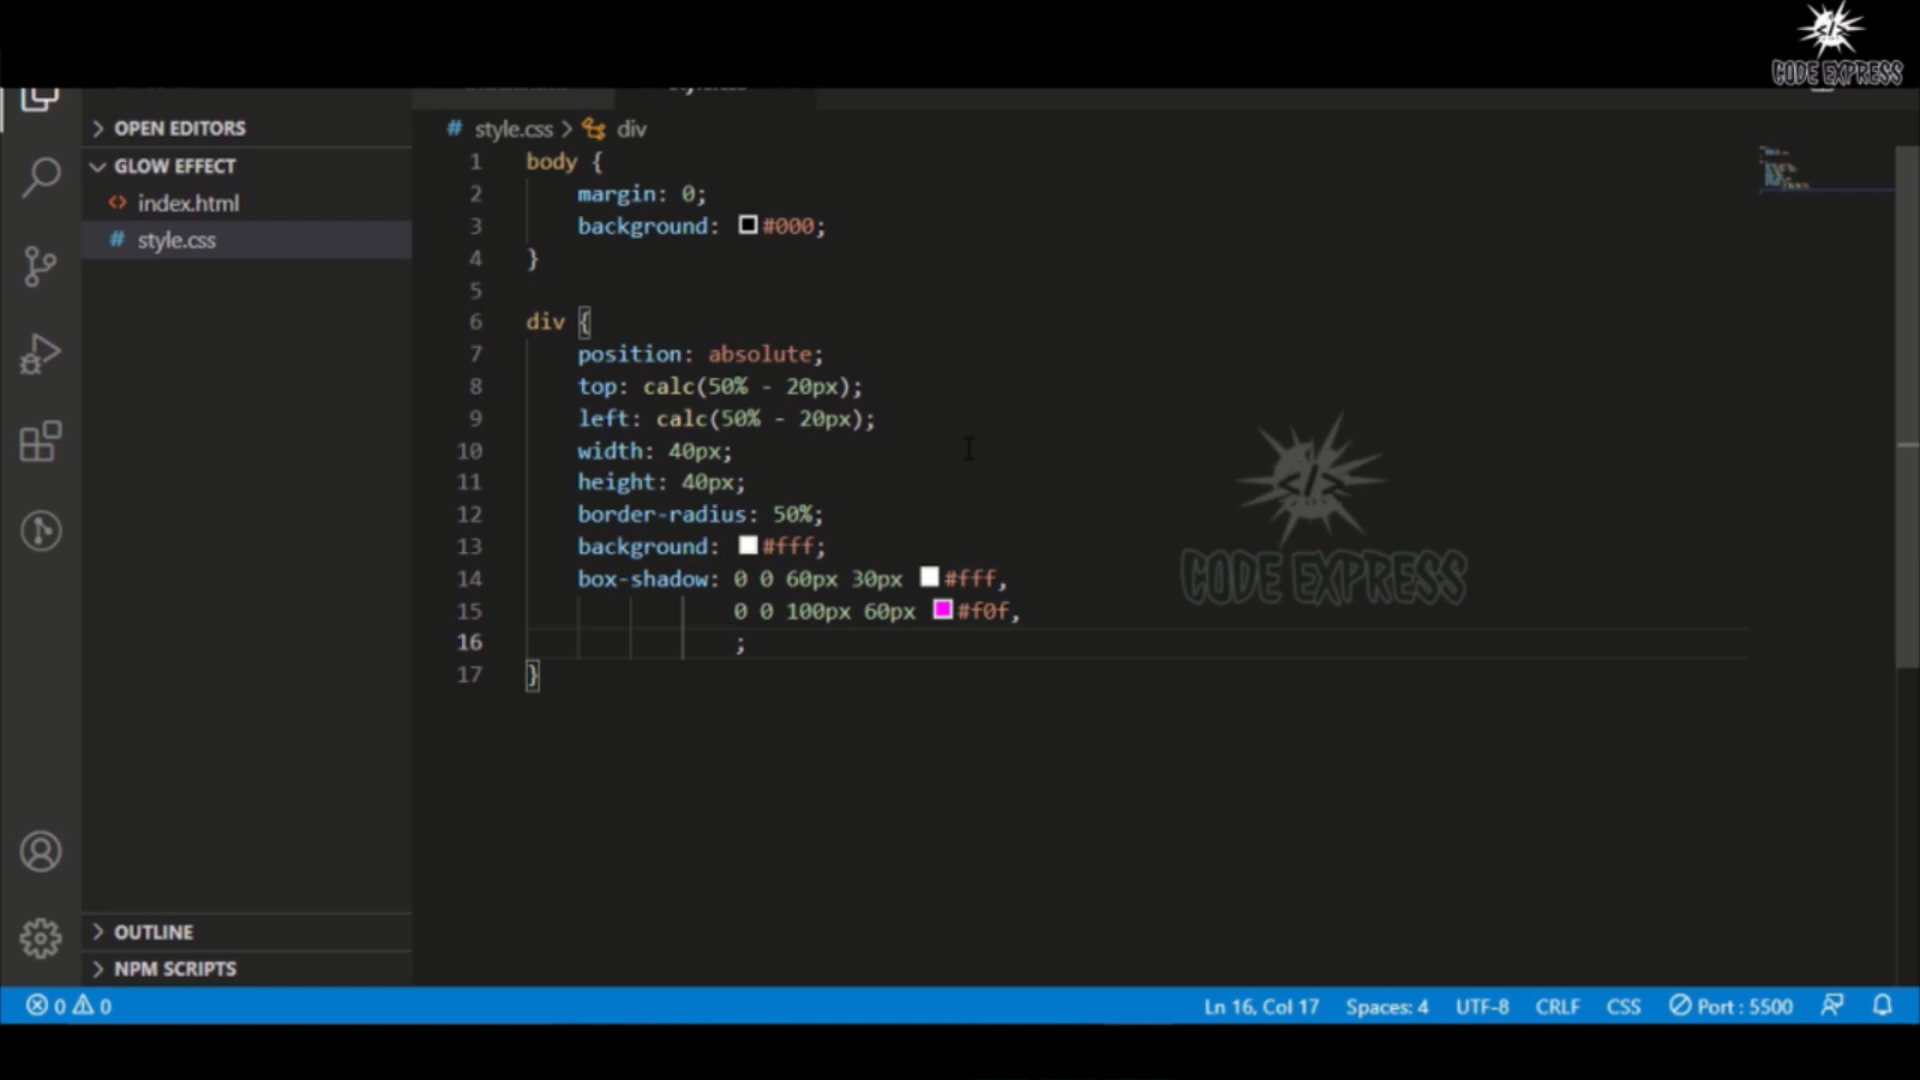 CODE EXPRESS
OPEN EDITORS
GLOW EFFECT
index.html
style.css
OUTLINE
NPM SCRIPTS
style.css > div
1 body {
2 margin: 0;
3 background: #000;
4 }
5
6 div {
7 position: absolute;
8 top: calc(50% - 20px);
9 left: calc(50% - 20px);
10 width: 40px;
11 height: 40px;
12 border-radius: 50%;
13 background: #fff;
14 box-shadow: 0 0 60px 30px #fff,
15 0 0 100px 60px #f0f,
16 ;
17 }
</>
CODE EXPRESS
0 0
Ln 16, Col 17 Spaces: 4 UTF-8 CRLF CSS Port : 5500